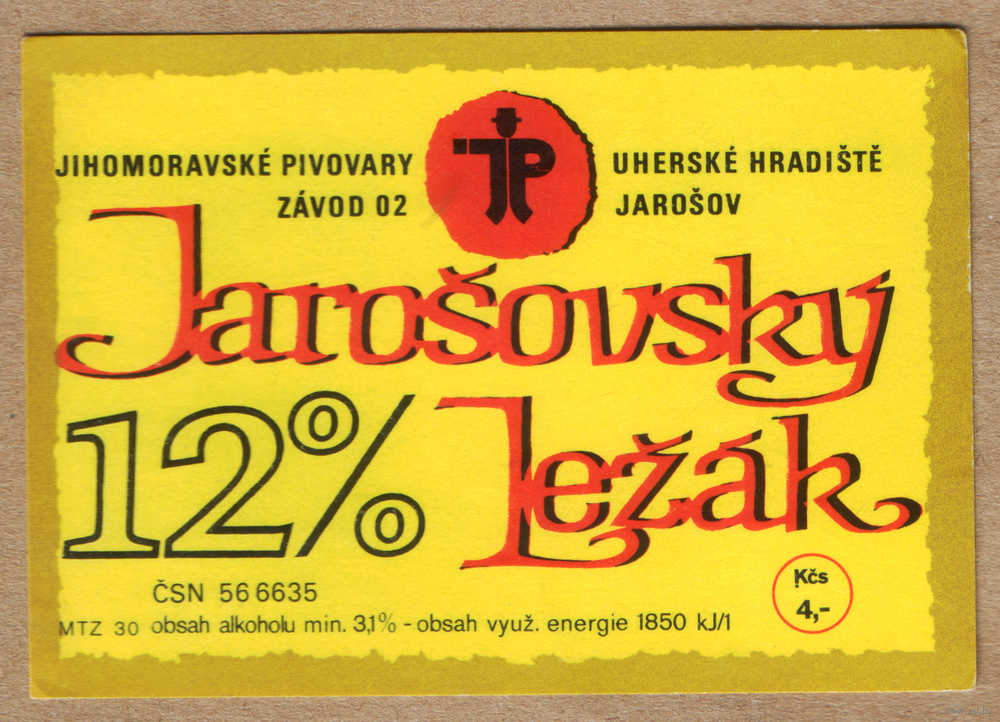 JIHOMORAVSKÉ PIVOVARY
ZÁVOD 02
JP
UHERSKÉ HRADIŠTĚ
JAROŠOV
Jarošovský
12% Ležák
ČSN 56 6635
Kčs
4,-
MTZ 30 obsah alkoholu min. 3,1% - obsah využ. energie 1850 kJ/1